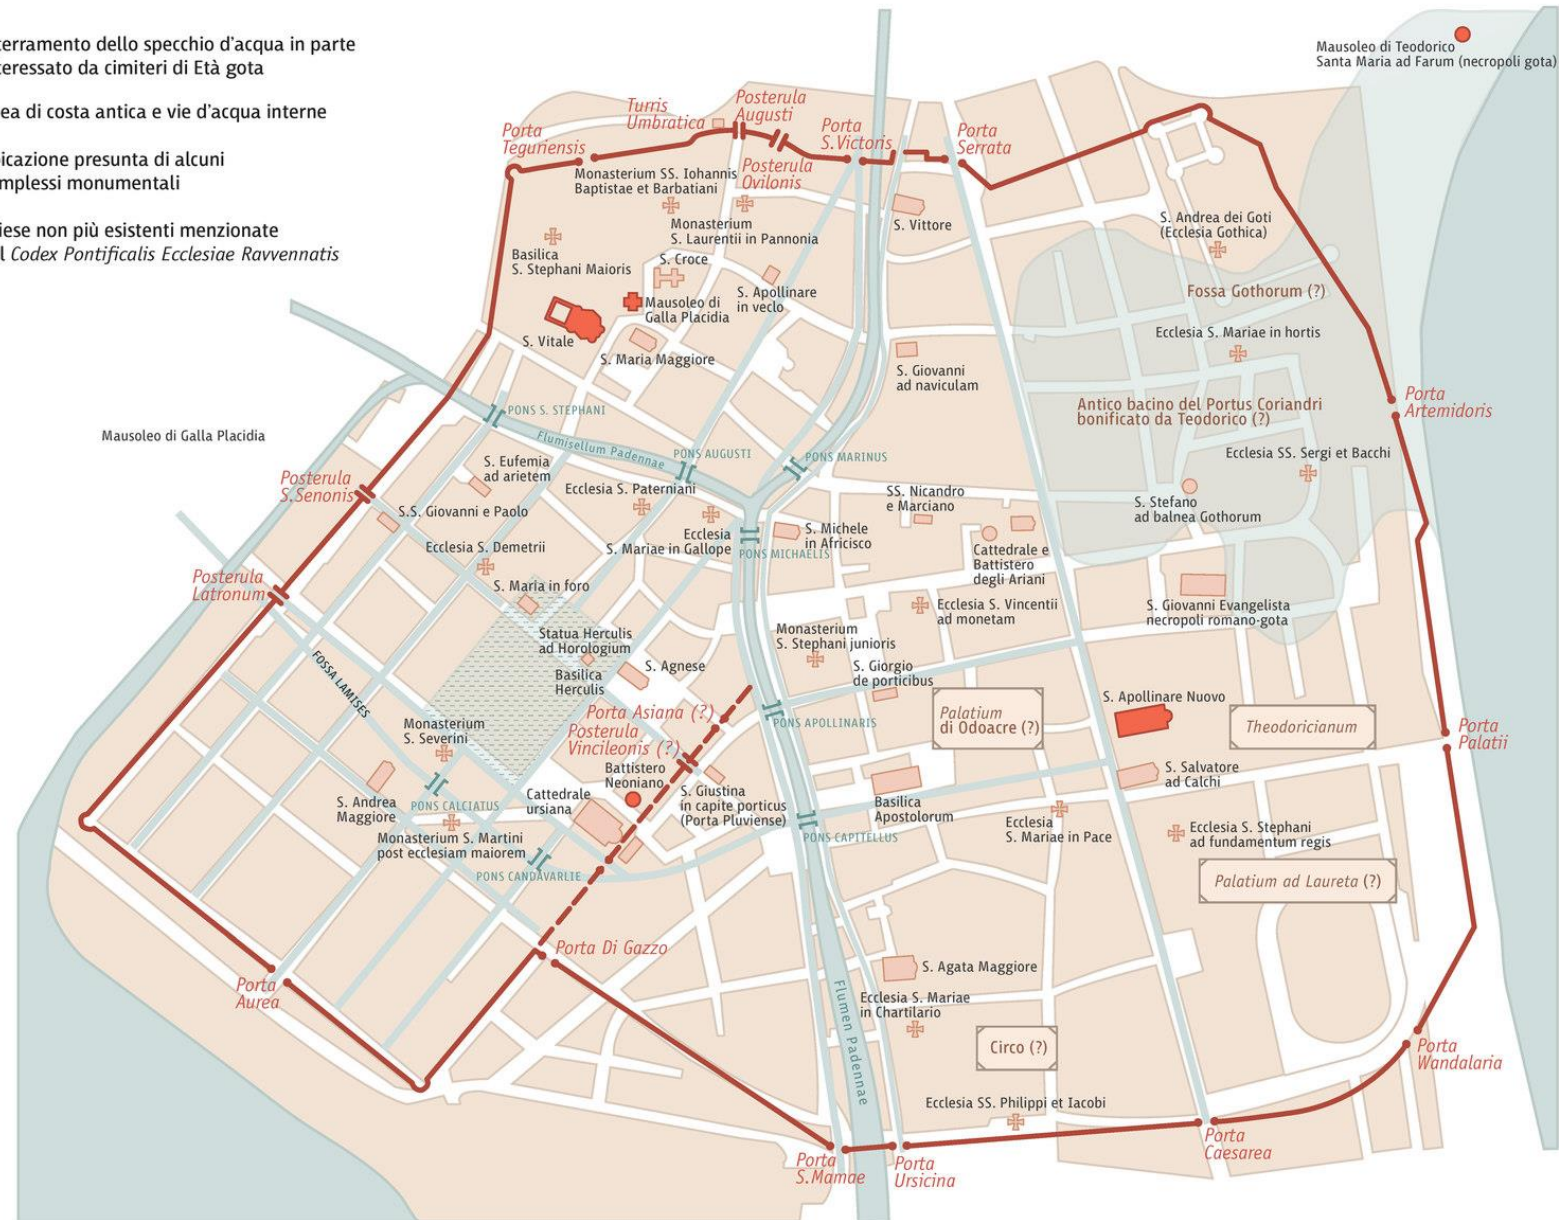 terramento dello specchio d'acqua in parte
teressato da cimiteri di Età gota
ea di costa antica e vie d'acqua interne
icazione presunta di alcuni
mplessi monumentali
iese non più esistenti menzionate
l Codex Pontificalis Ecclesiae Ravvennatis
Mausoleo di Teodorico
Santa Maria ad Farum (necropoli gota)
Turris
Umbratica
Posterula
Augusti
Porta
Teguriensis
Porta
S.Victoris
Porta
Serrata
Posterula
Ovilonis
Monasterium SS. Iohannis
Baptistae et Barbatiani
Monasterium
S. Laurentii in Pannonia
S. Vittore
S. Andrea dei Goti
(Ecclesia Gothica)
Basilica
S. Stephani Maioris
S. Croce
Mausoleo di
Galla Placidia
S. Apollinare
in veclo
Fossa Gothorum (?)
S. Vitale
S. Maria Maggiore
Ecclesia S. Mariae in hortis
S. Giovanni
ad naviculam
Porta
Artemidoris
Antico bacino del Portus Coriandri
bonificato da Teodorico (?)
PONS S. STEPHANI
Flumisellum Padennae
PONS AUGUSTI
PONS MARINUS
Mausoleo di Galla Placidia
Ecclesia SS. Sergi et Bacchi
S. Eufemia
ad arietem
Posterula
S.Senonis
Ecclesia S. Paterniani
SS. Nicandro
e Marciano
S. Stefano
ad balnea Gothorum
S.S. Giovanni e Paolo
Ecclesia
S. Mariae in Gallope
S. Michele
in Africisco
PONS MICHAELIS
Ecclesia S. Demetrii
Cattedrale e
Battistero
degli Ariani
Posterula
Latronum
S. Maria in foro
Ecclesia S. Vincentii
ad monetam
S. Giovanni Evangelista
necropoli romano-gota
Statua Herculis
ad Horologium
Monasterium
S. Stephani junioris
FOSSA LAMISES
Basilica
Herculis
S. Agnese
S. Giorgio
de porticibus
S. Apollinare Nuovo
Porta Asiana (?)
Posterula
Vincileonis (?)
PONS APOLLINARIS
Palatium
di Odoacre (?)
Theodoricianum
Porta
Palatii
Monasterium
S. Severini
Battistero
Neoniano
S. Salvatore
ad Calchi
S. Andrea
Maggiore
PONS CALCIATUS
Cattedrale
ursiana
S. Giustina
in capite porticus
(Porta Pluviense)
Basilica
Apostolorum
Ecclesia
S. Mariae in Pace
Ecclesia S. Stephani
ad fundamentum regis
Monasterium S. Martini
post ecclesiam maiorem
PONS CAPITELLUS
PONS CANDAVARLIE
Palatium ad Laureta (?)
Porta Di Gazzo
S. Agata Maggiore
Porta
Aurea
Flumen Padennae
Ecclesia S. Mariae
in Chartilario
Circo (?)
Porta
Wandalaria
Ecclesia SS. Philippi et Iacobi
Porta
S.Mamae
Porta
Ursicina
Porta
Caesarea